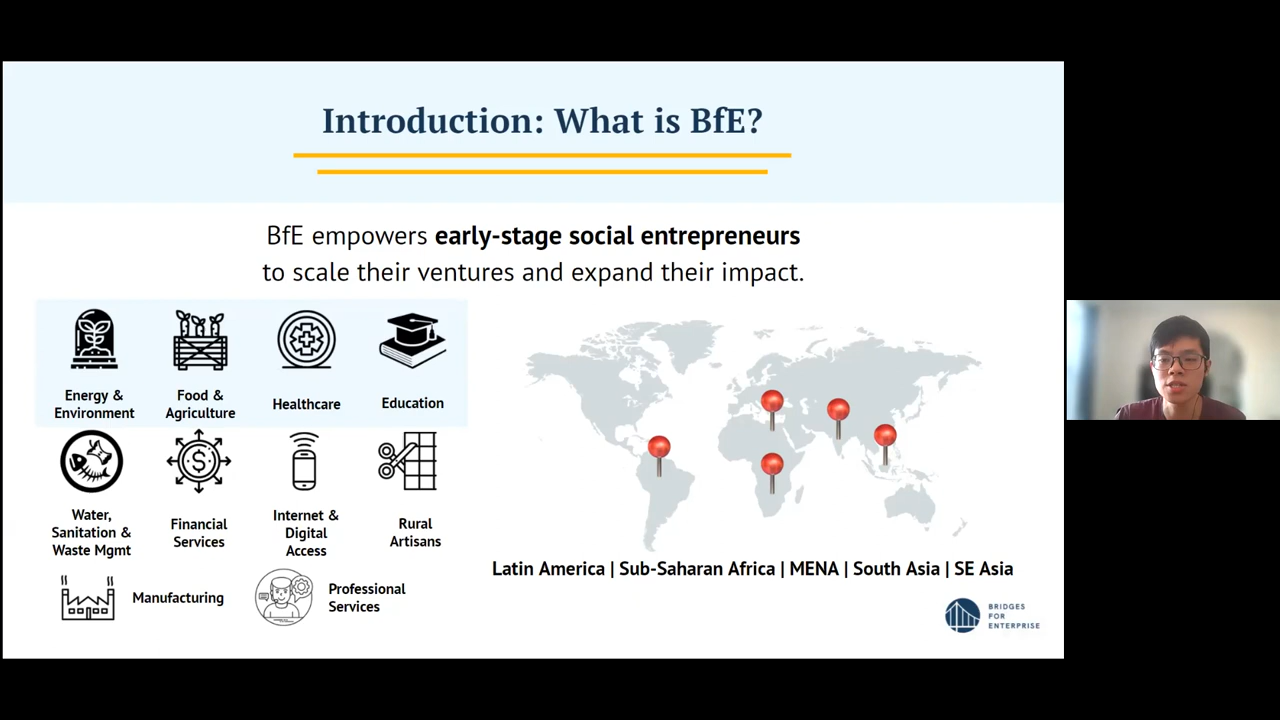 Introduction: What is BfE?
BfE empowers early-stage social entrepreneurs
to scale their ventures and expand their impact.
Energy &
Environment
Food &
Agriculture
Healthcare
Education
Water,
Sanitation &
Waste Mgmt
Financial
Services
Internet &
Digital
Access
Rural
Artisans
Manufacturing
Professional
Services
Latin America | Sub-Saharan Africa | MENA | South Asia | SE Asia
BRIDGES
FOR
ENTERPRISE